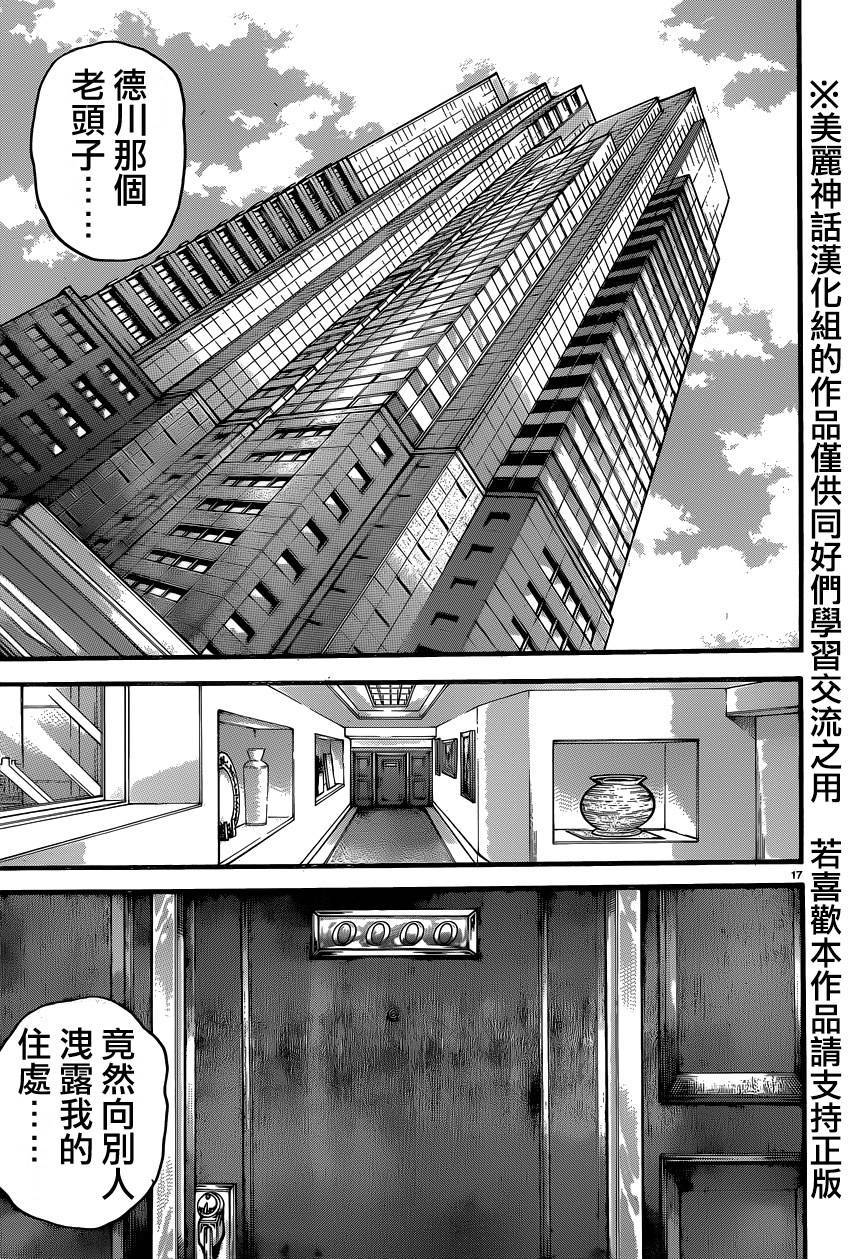 ※美麗神話漢化組的作品僅供同好們學習交流之用 若喜歡本作品請支持正版
德川那個
老頭子⋯⋯
17
0000
竟然向別人
洩露我的
住處⋯⋯